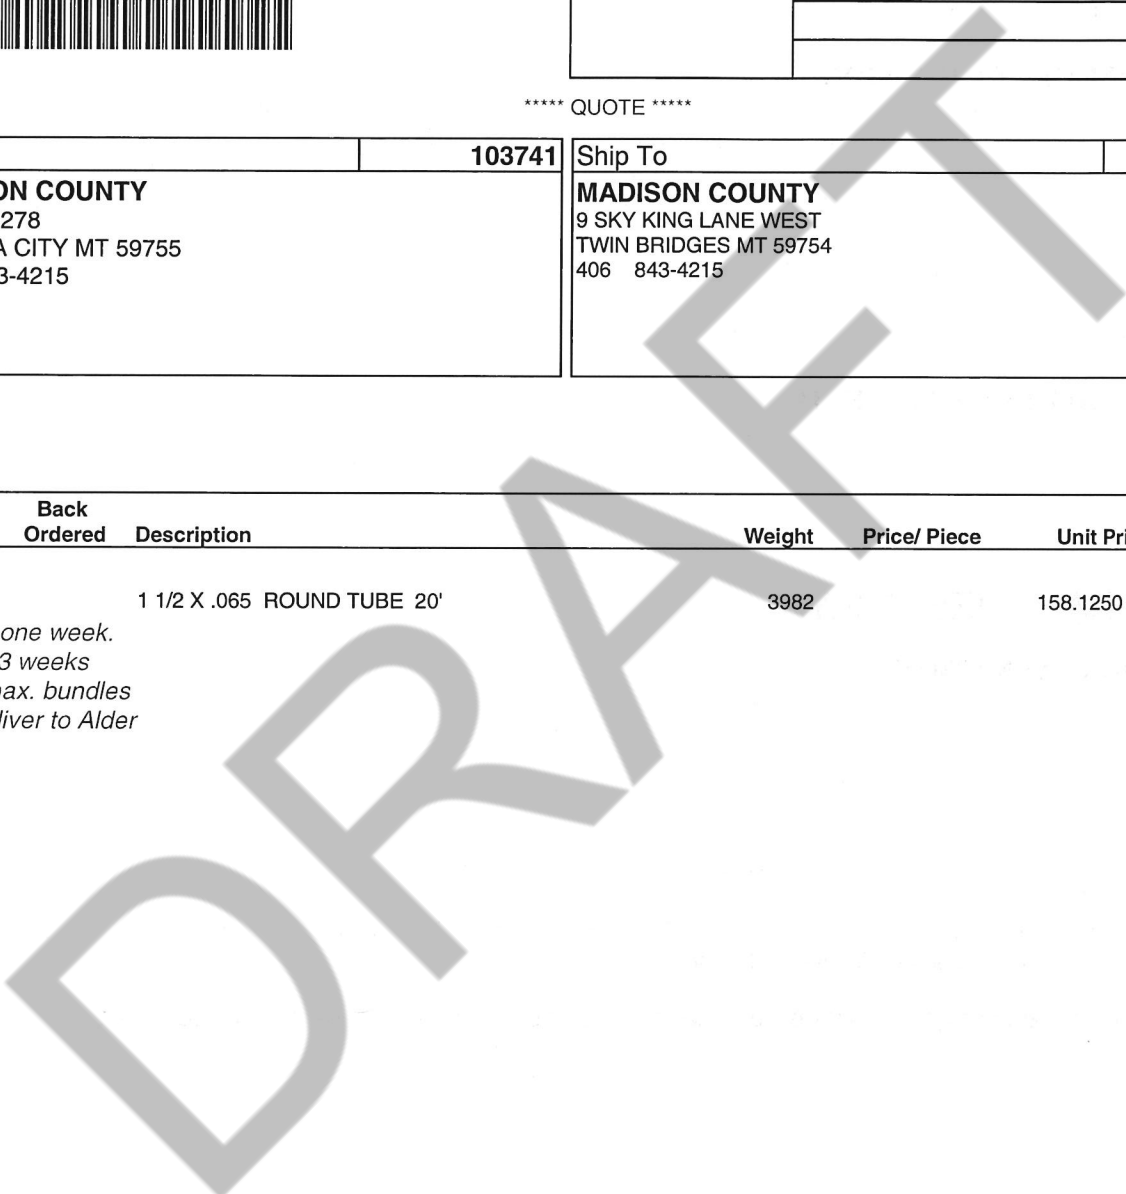 ***** QUOTE *****
103741
ON COUNTY
278
A CITY MT 59755
3-4215
Ship To
MADISON COUNTY
9 SKY KING LANE WEST
TWIN BRIDGES MT 59754
406 843-4215
Back
Ordered Description Weight Price/ Piece Unit Pri
1 1/2 X .065 ROUND TUBE 20' 3982 158.1250
one week.
3 weeks
ax. bundles
liver to Alder
DRAFT